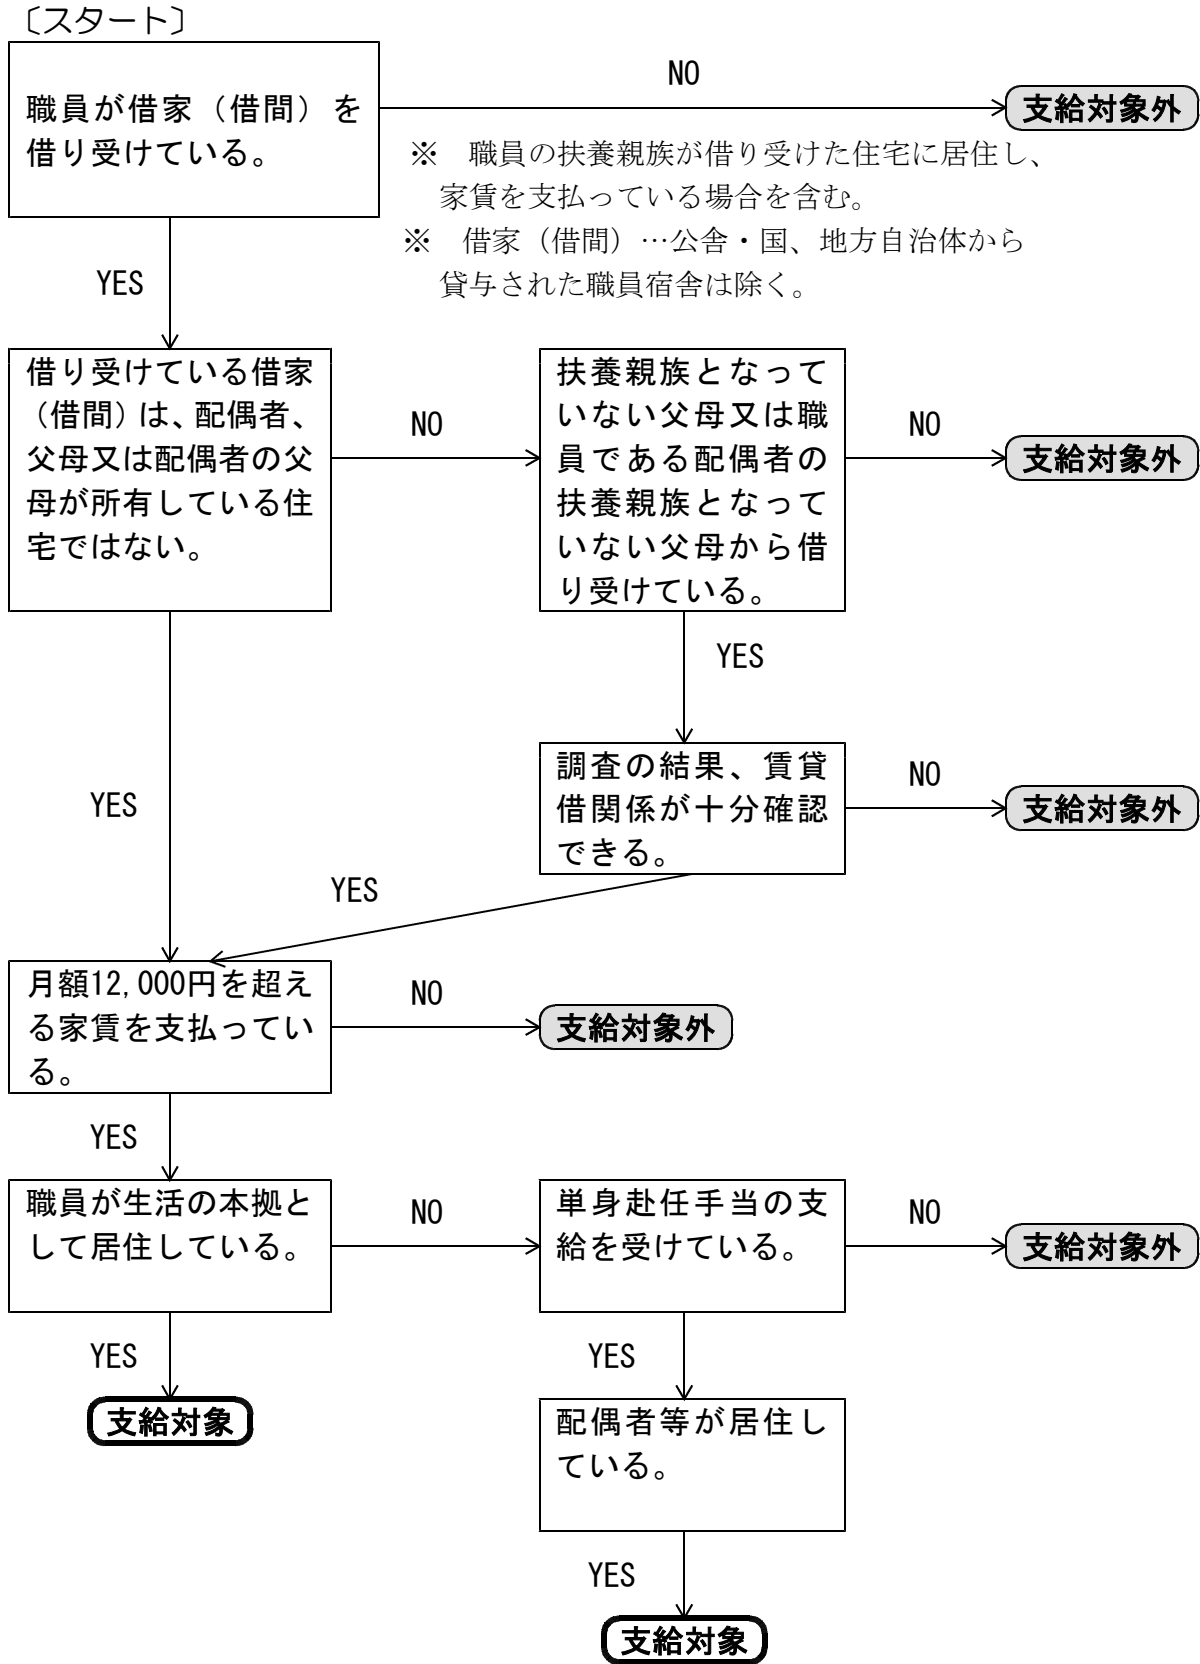 〔スタート〕
職員が借家（借間）を
借り受けている。
NO
支給対象外
※　職員の扶養親族が借り受けた住宅に居住し、
家賃を支払っている場合を含む。
※　借家（借間）…公舎・国、地方自治体から
貸与された職員宿舎は除く。
YES
借り受けている借家
（借間）は、配偶者、
父母又は配偶者の父
母が所有している住
宅ではない。
NO
扶養親族となって
いない父母又は職
員である配偶者の
扶養親族となって
いない父母から借
り受けている。
NO
支給対象外
YES
調査の結果、賃貸
借関係が十分確認
できる。
NO
支給対象外
YES
YES
月額12,000円を超え
る家賃を支払ってい
る。
NO
支給対象外
YES
職員が生活の本拠と
して居住している。
NO
単身赴任手当の支
給を受けている。
NO
支給対象外
YES
支給対象
YES
配偶者等が居住し
ている。
YES
支給対象